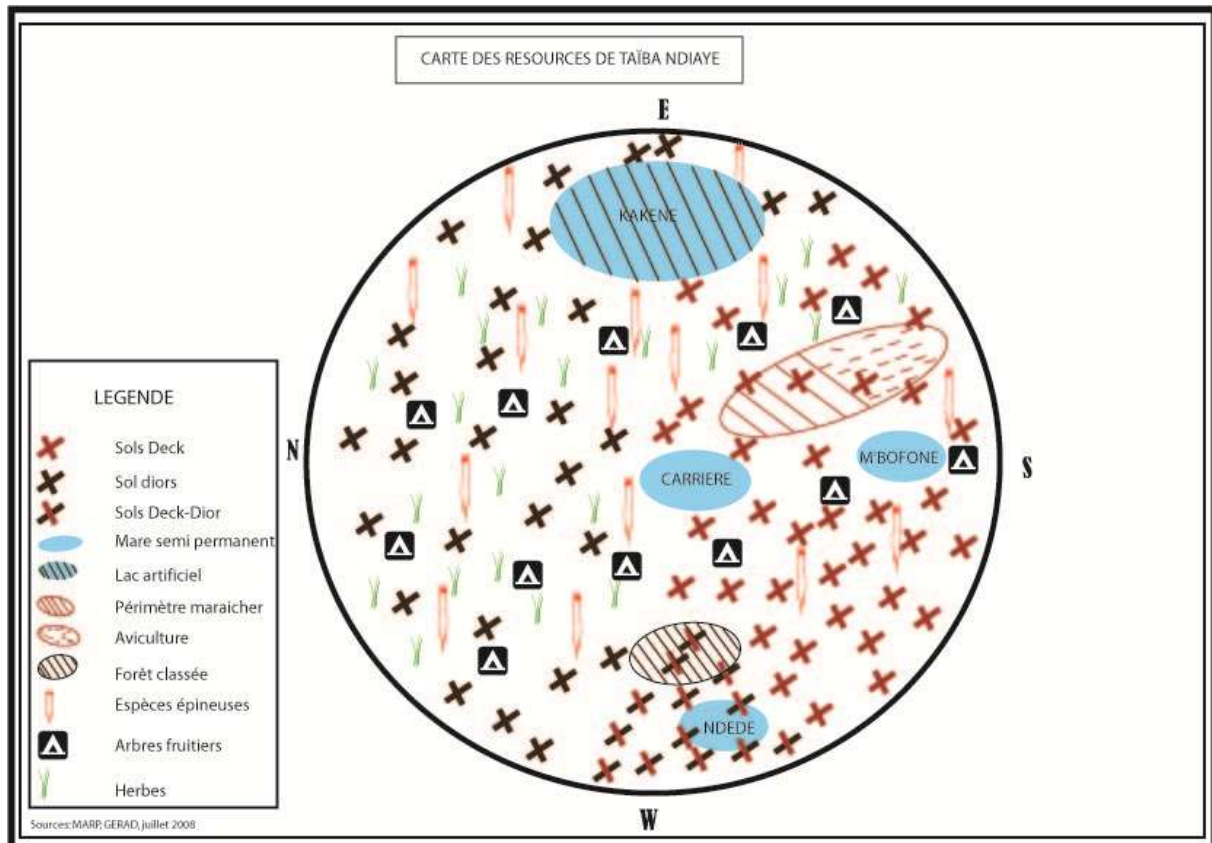 CARTE DES RESOURCES DE TAÏBA NDIAYE
E
KAKENE
N
CARRIERE
M'BOFONE
S
NDEDE
W
LEGENDE
Sols Deck
Sol diors
Sols Deck-Dior
Mare semi permanent
Lac artificiel
Périmètre maraicher
Aviculture
Forêt classée
Espèces épineuses
Arbres fruitiers
Herbes
Sources: MARP, GERAD, juillet 2008